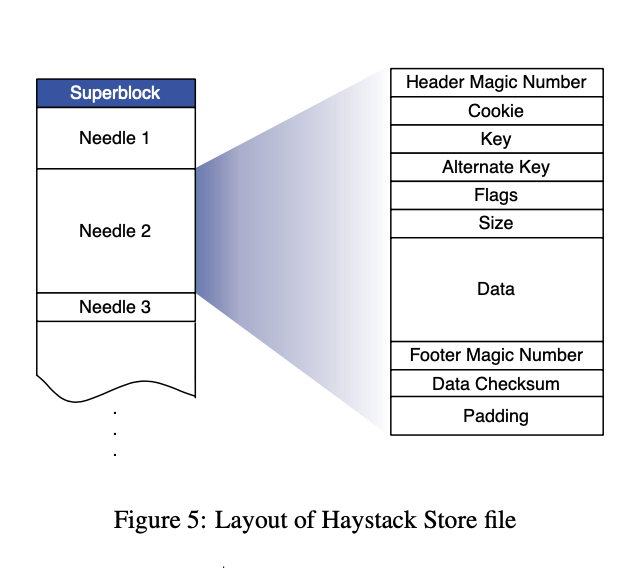 Superblock
Needle 1
Needle 2
Needle 3
.
.
.
Header Magic Number
Cookie
Key
Alternate Key
Flags
Size
Data
Footer Magic Number
Data Checksum
Padding
Figure 5: Layout of Haystack Store file